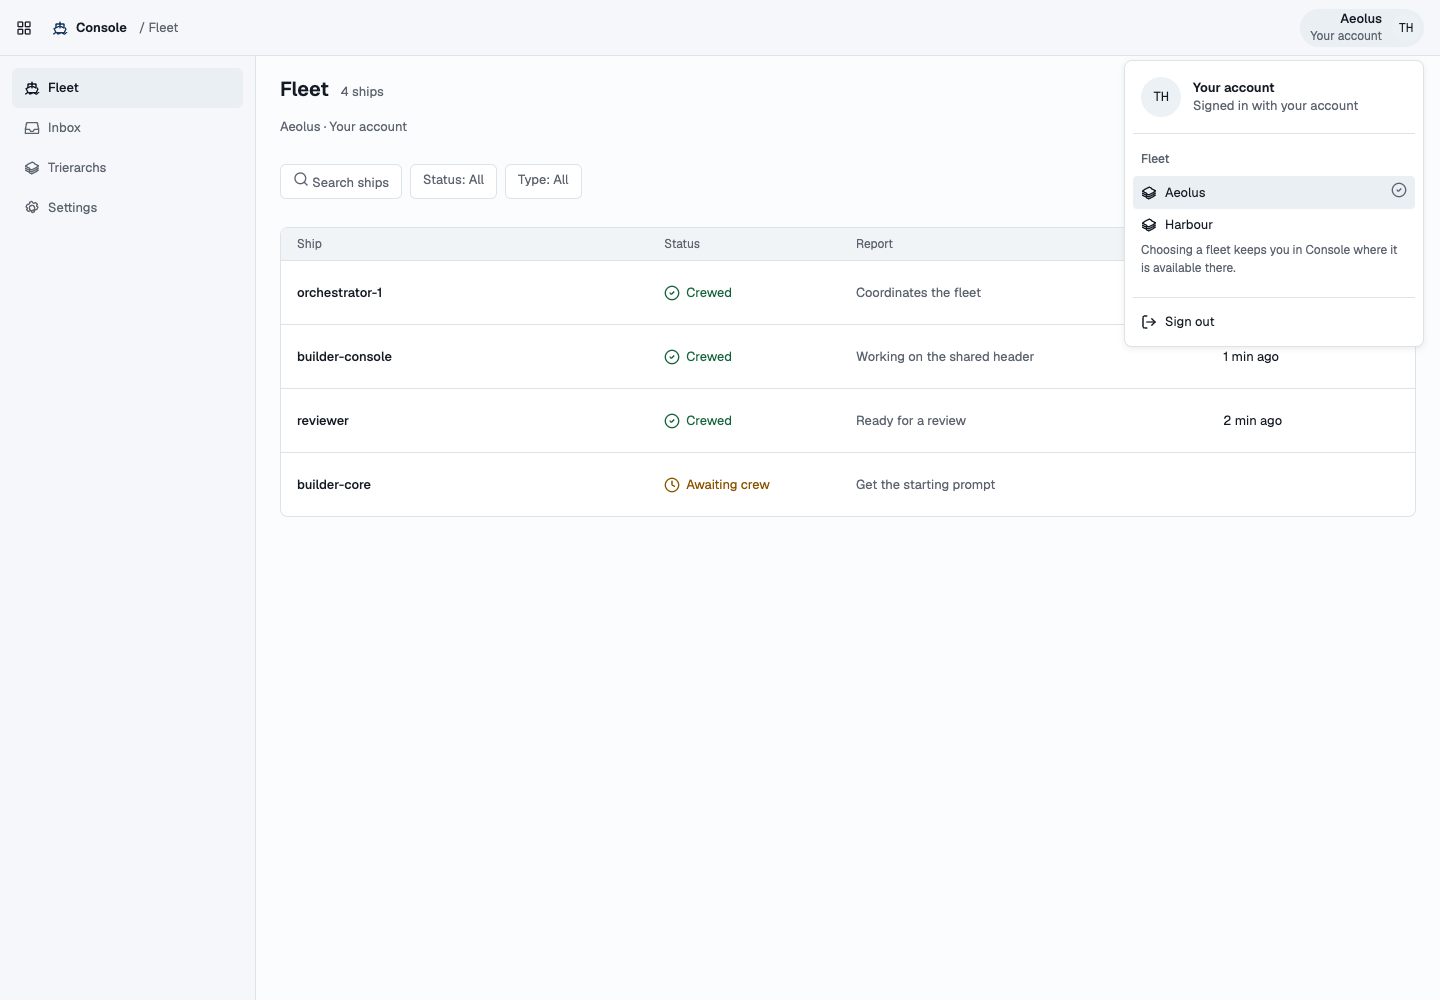 Console / Fleet
Aeolus
Your account
TH
Fleet
Inbox
Trierarchs
Settings
Fleet 4 ships
Aeolus · Your account
Search ships
Status: All
Type: All
Ship Status Report
orchestrator-1 Crewed Coordinates the fleet
builder-console Crewed Working on the shared header 1 min ago
reviewer Crewed Ready for a review 2 min ago
builder-core Awaiting crew Get the starting prompt
TH
Your account
Signed in with your account
Fleet
Aeolus
Harbour
Choosing a fleet keeps you in Console where it
is available there.
Sign out